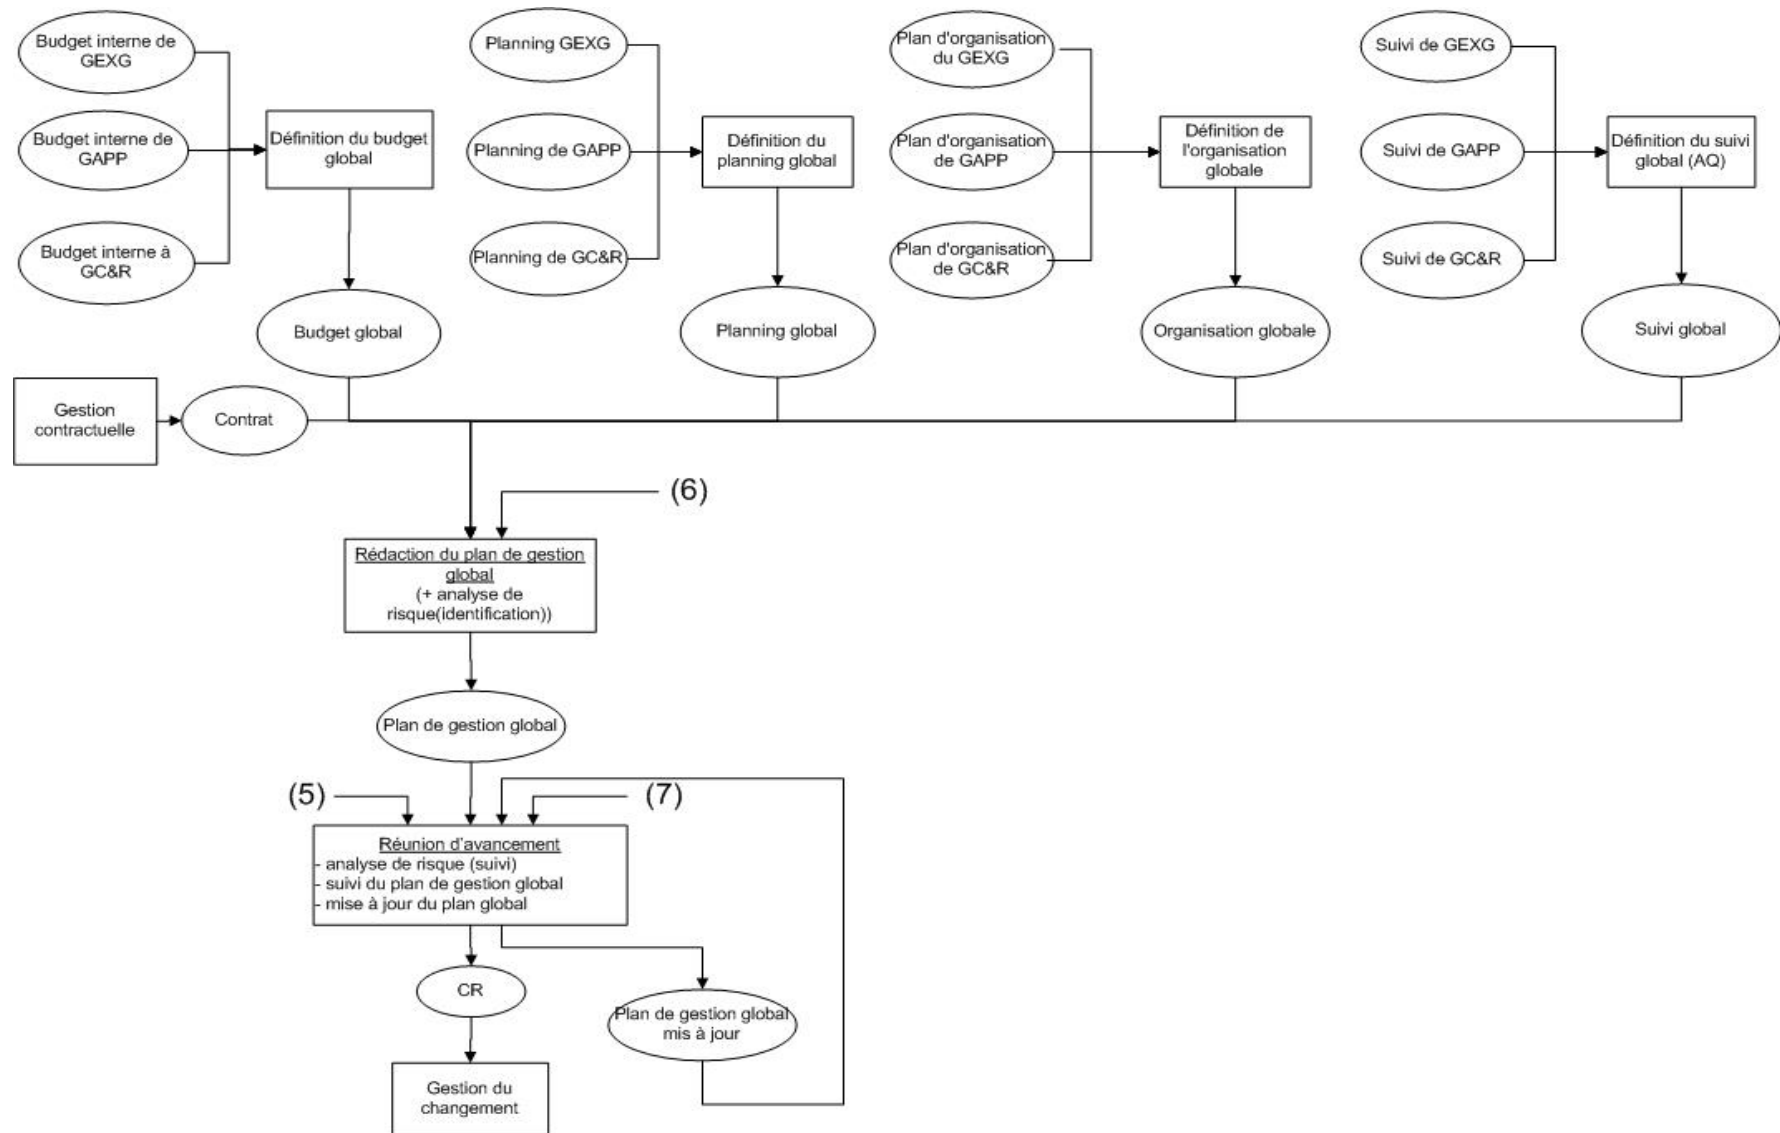 Budget interne de
GEXG
Planning GEXG
Plan d'organisation
du GEXG
Suivi de GEXG
Budget interne de
GAPP
Définition du budget
global
Planning de GAPP
Définition du
planning global
Plan d'organisation
de GAPP
Définition de
l'organisation
globale
Suivi de GAPP
Définition du suivi
global (AQ)
Budget interne à
GC&R
Planning de GC&R
Plan d'organisation
de GC&R
Suivi de GC&R
Budget global
Planning global
Organisation globale
Suivi global
Gestion
contractuelle
Contrat
(6)
Rédaction du plan de gestion
global
(+ analyse de
risque(identification))
Plan de gestion global
(5)
(7)
Réunion d'avancement
- analyse de risque (suivi)
- suivi du plan de gestion global
- mise à jour du plan global
CR
Plan de gestion global
mis à jour
Gestion du
changement